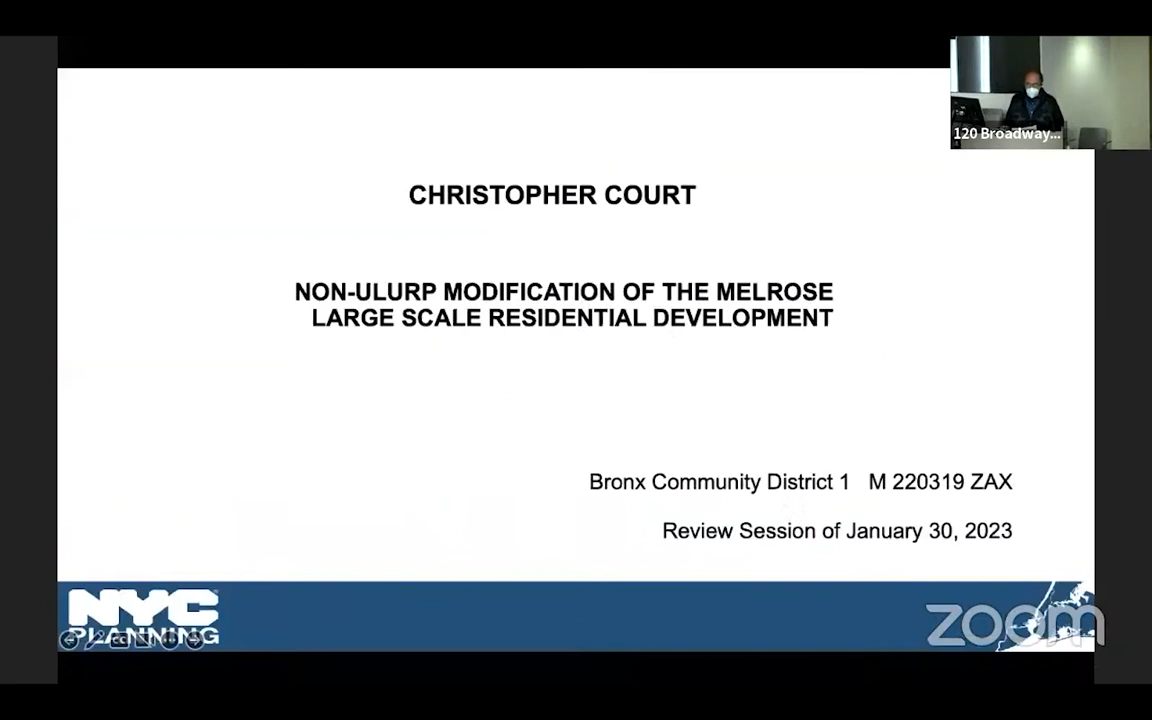 120 Broadway...
CHRISTOPHER COURT
NON-ULURP MODIFICATION OF THE MELROSE
LARGE SCALE RESIDENTIAL DEVELOPMENT
Bronx Community District 1 M 220319 ZAX
Review Session of January 30, 2023
NYC
PLANNING
zoom